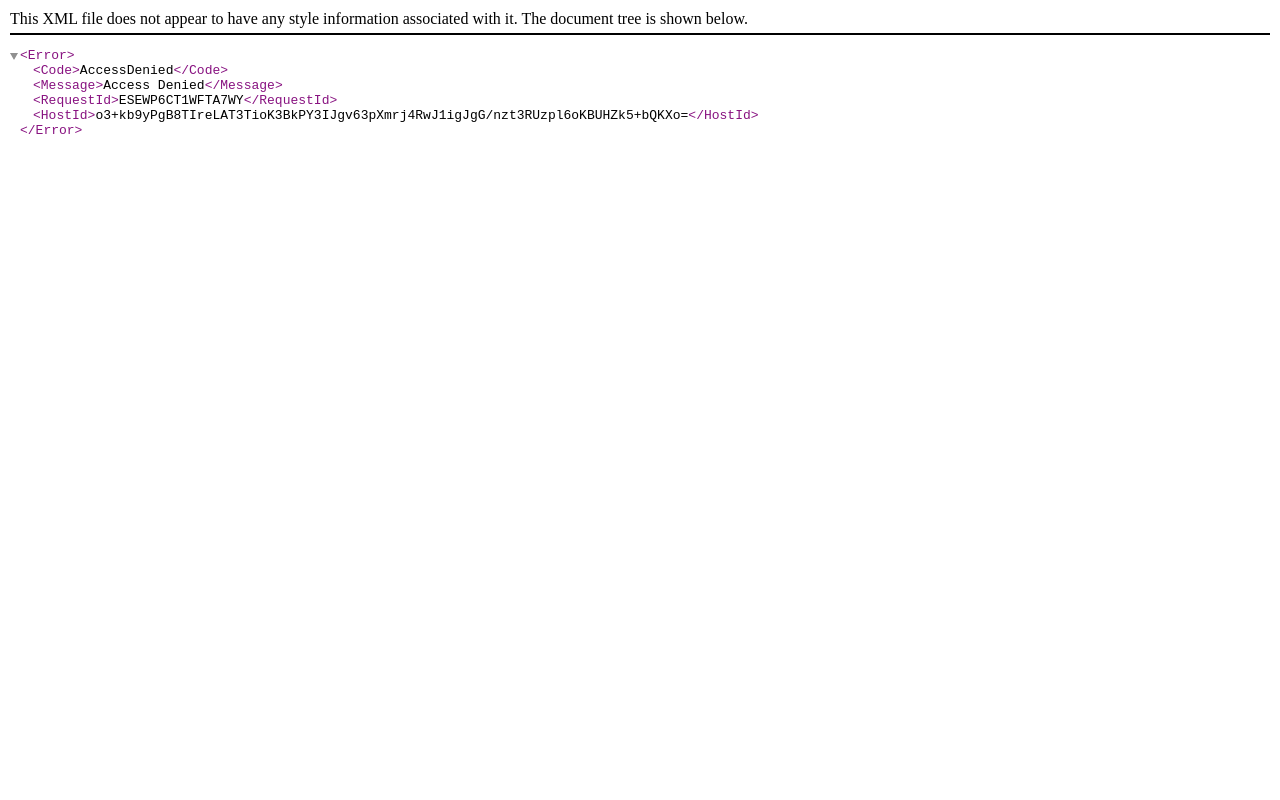 This XML file does not appear to have any style information associated with it. The document tree is shown below.
<Error>
<Code>AccessDenied</Code>
<Message>Access Denied</Message>
<RequestId>ESEWP6CT1WFTA7WY</RequestId>
<HostId>o3+kb9yPgB8TIreLAT3TioK3BkPY3IJgv63pXmrj4RwJ1igJgG/nzt3RUzpl6oKBUHZk5+bQKXo=</HostId>
</Error>